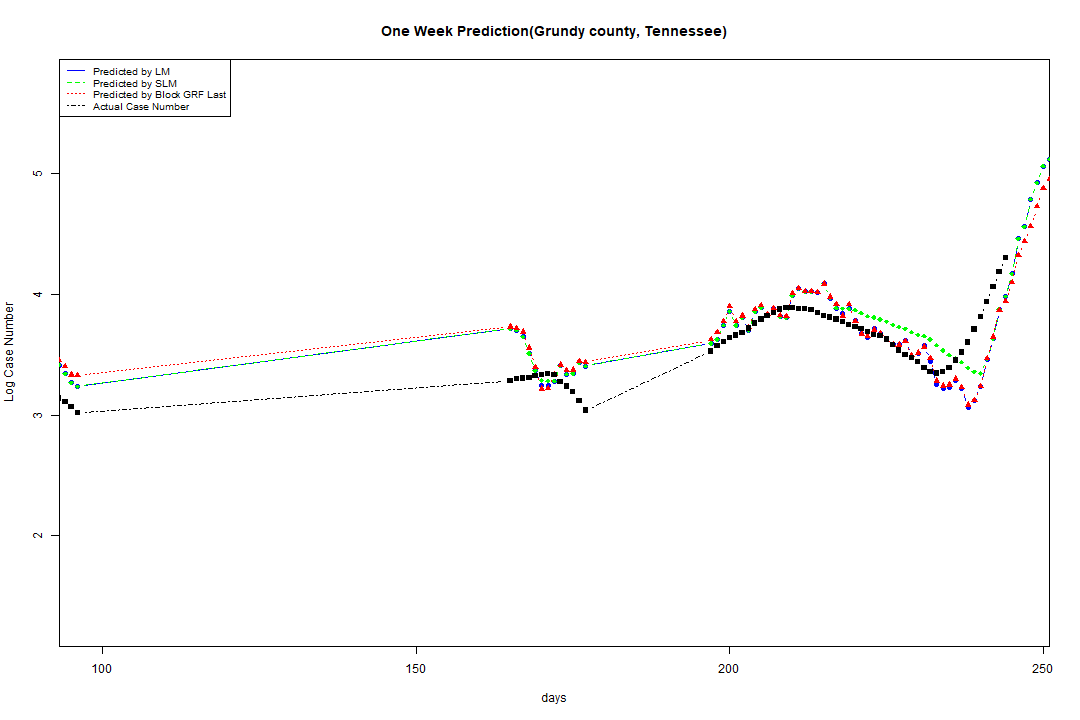 One Week Prediction(Grundy county, Tennessee)
Predicted by LM
Predicted by SLM
Predicted by Block GRF Last
Actual Case Number
5
4
3
2
Log Case Number
100 150 200 250
days